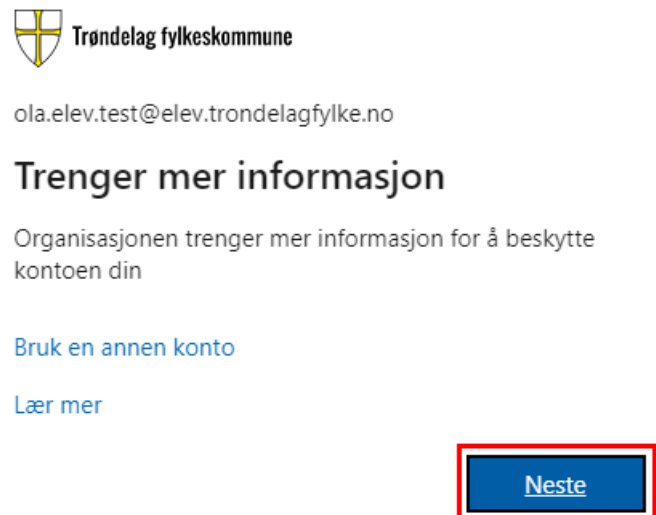 Trøndelag fylkeskommune
ola.elev.test@elev.trondelagfylke.no
Trenger mer informasjon
Organisasjonen trenger mer informasjon for å beskytte
kontoen din
Bruk en annen konto
Lær mer
Neste